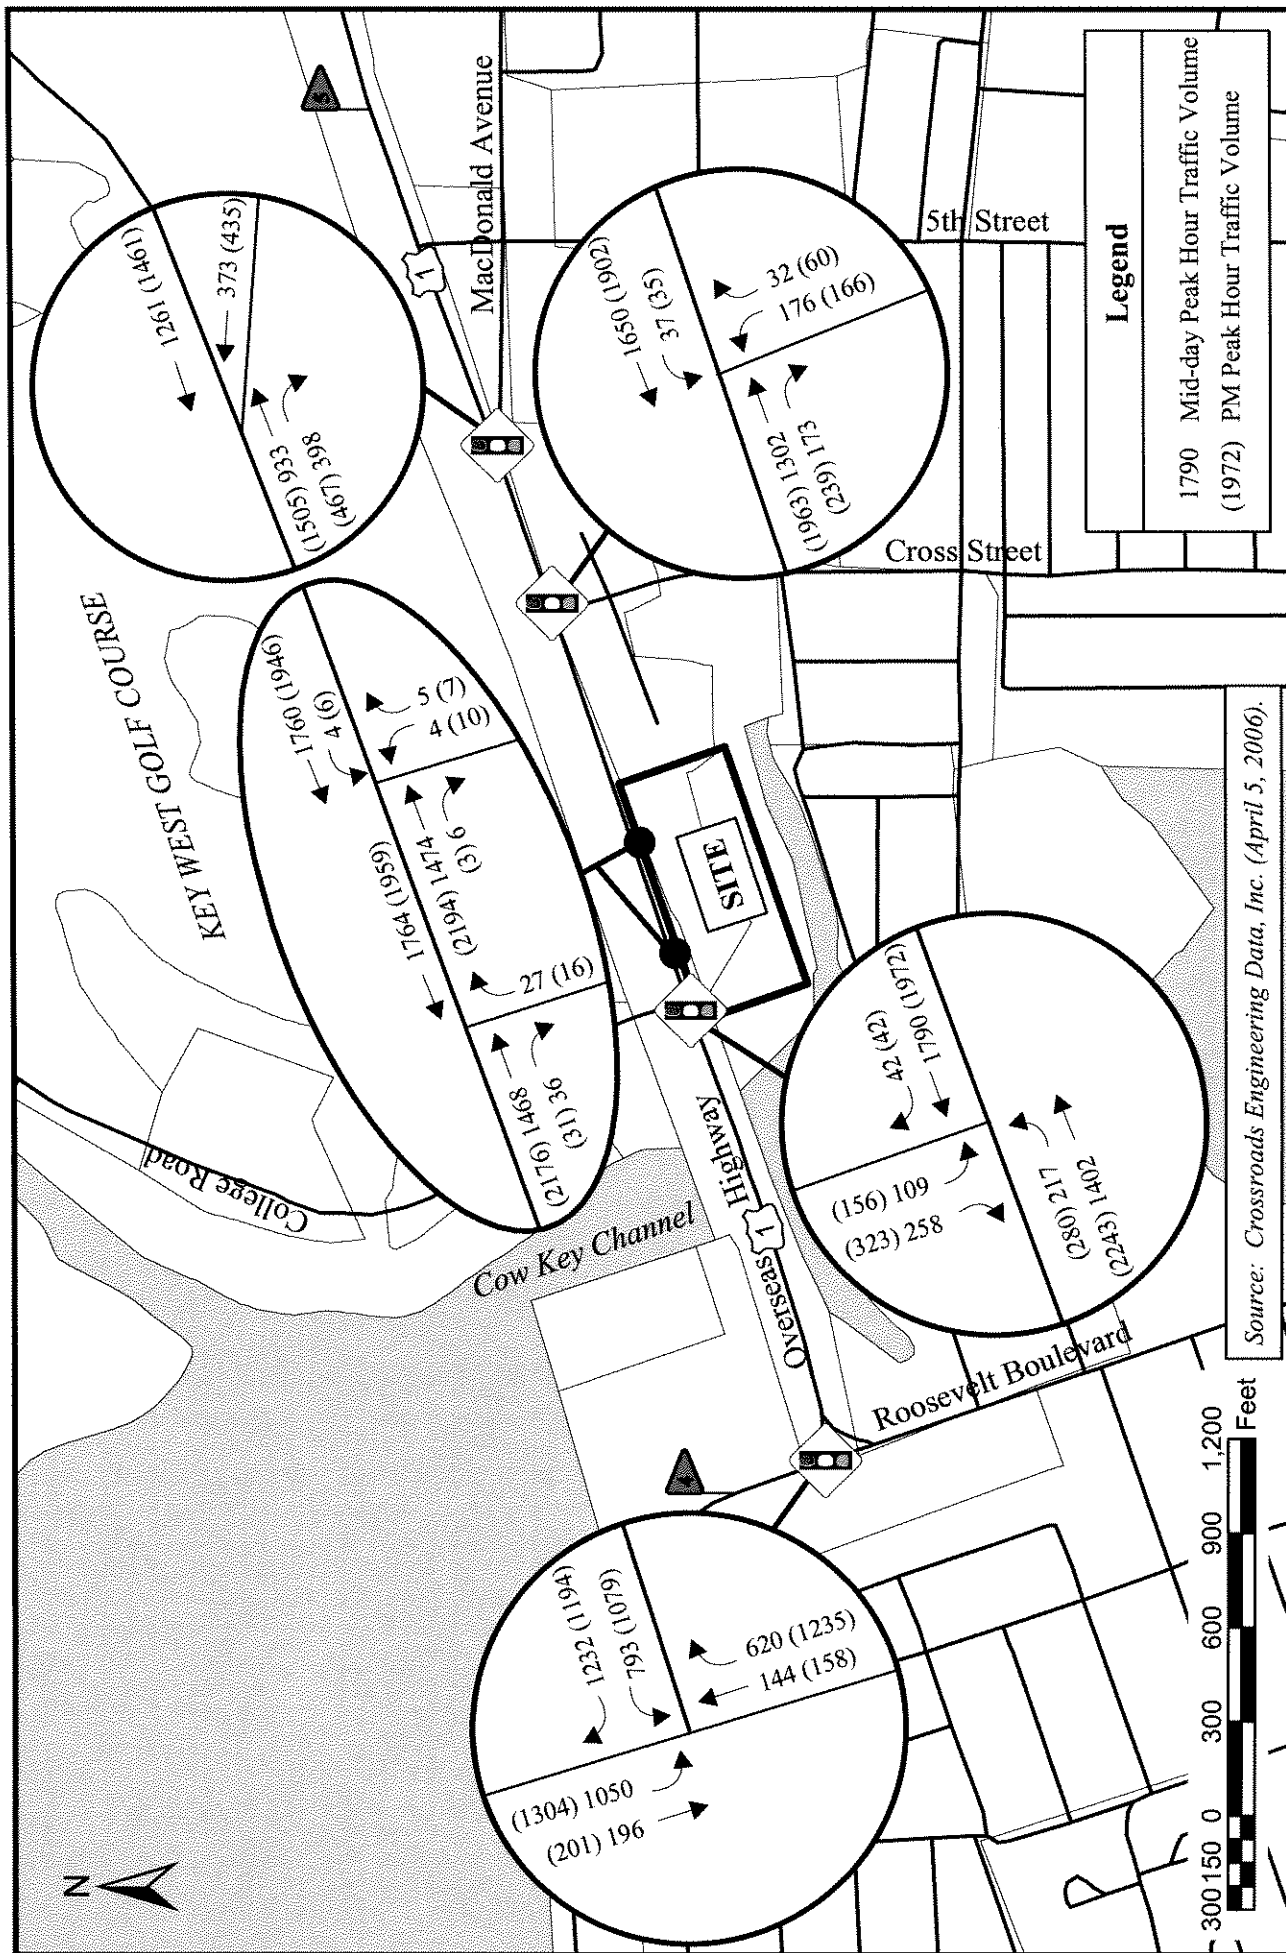 N
KEY WEST GOLF COURSE
College Road
Cow Key Channel
Overseas Highway
1
Roosevelt Boulevard
MacDonald Avenue
1
5th Street
Cross Street
SITE
(1304) 1050
(201) 196
1232 (1194)
793 (1079)
620 (1235)
144 (158)
(156) 109
(323) 258
42 (42)
1790 (1972)
(280) 217
(2243) 1402
1764 (1959)
(2176) 1468
(31) 36
27 (16)
1760 (1946)
4 (6)
(2194) 1474
(3) 6
5 (7)
4 (10)
1650 (1902)
37 (35)
(1963) 1302
(239) 173
32 (60)
176 (166)
1261 (1461)
373 (435)
(1505) 933
(467) 398
Legend
1790 Mid-day Peak Hour Traffic Volume
(1972) PM Peak Hour Traffic Volume
Source: Crossroads Engineering Data, Inc. (April 5, 2006).
300 150 0 300 600 900 1,200
Feet